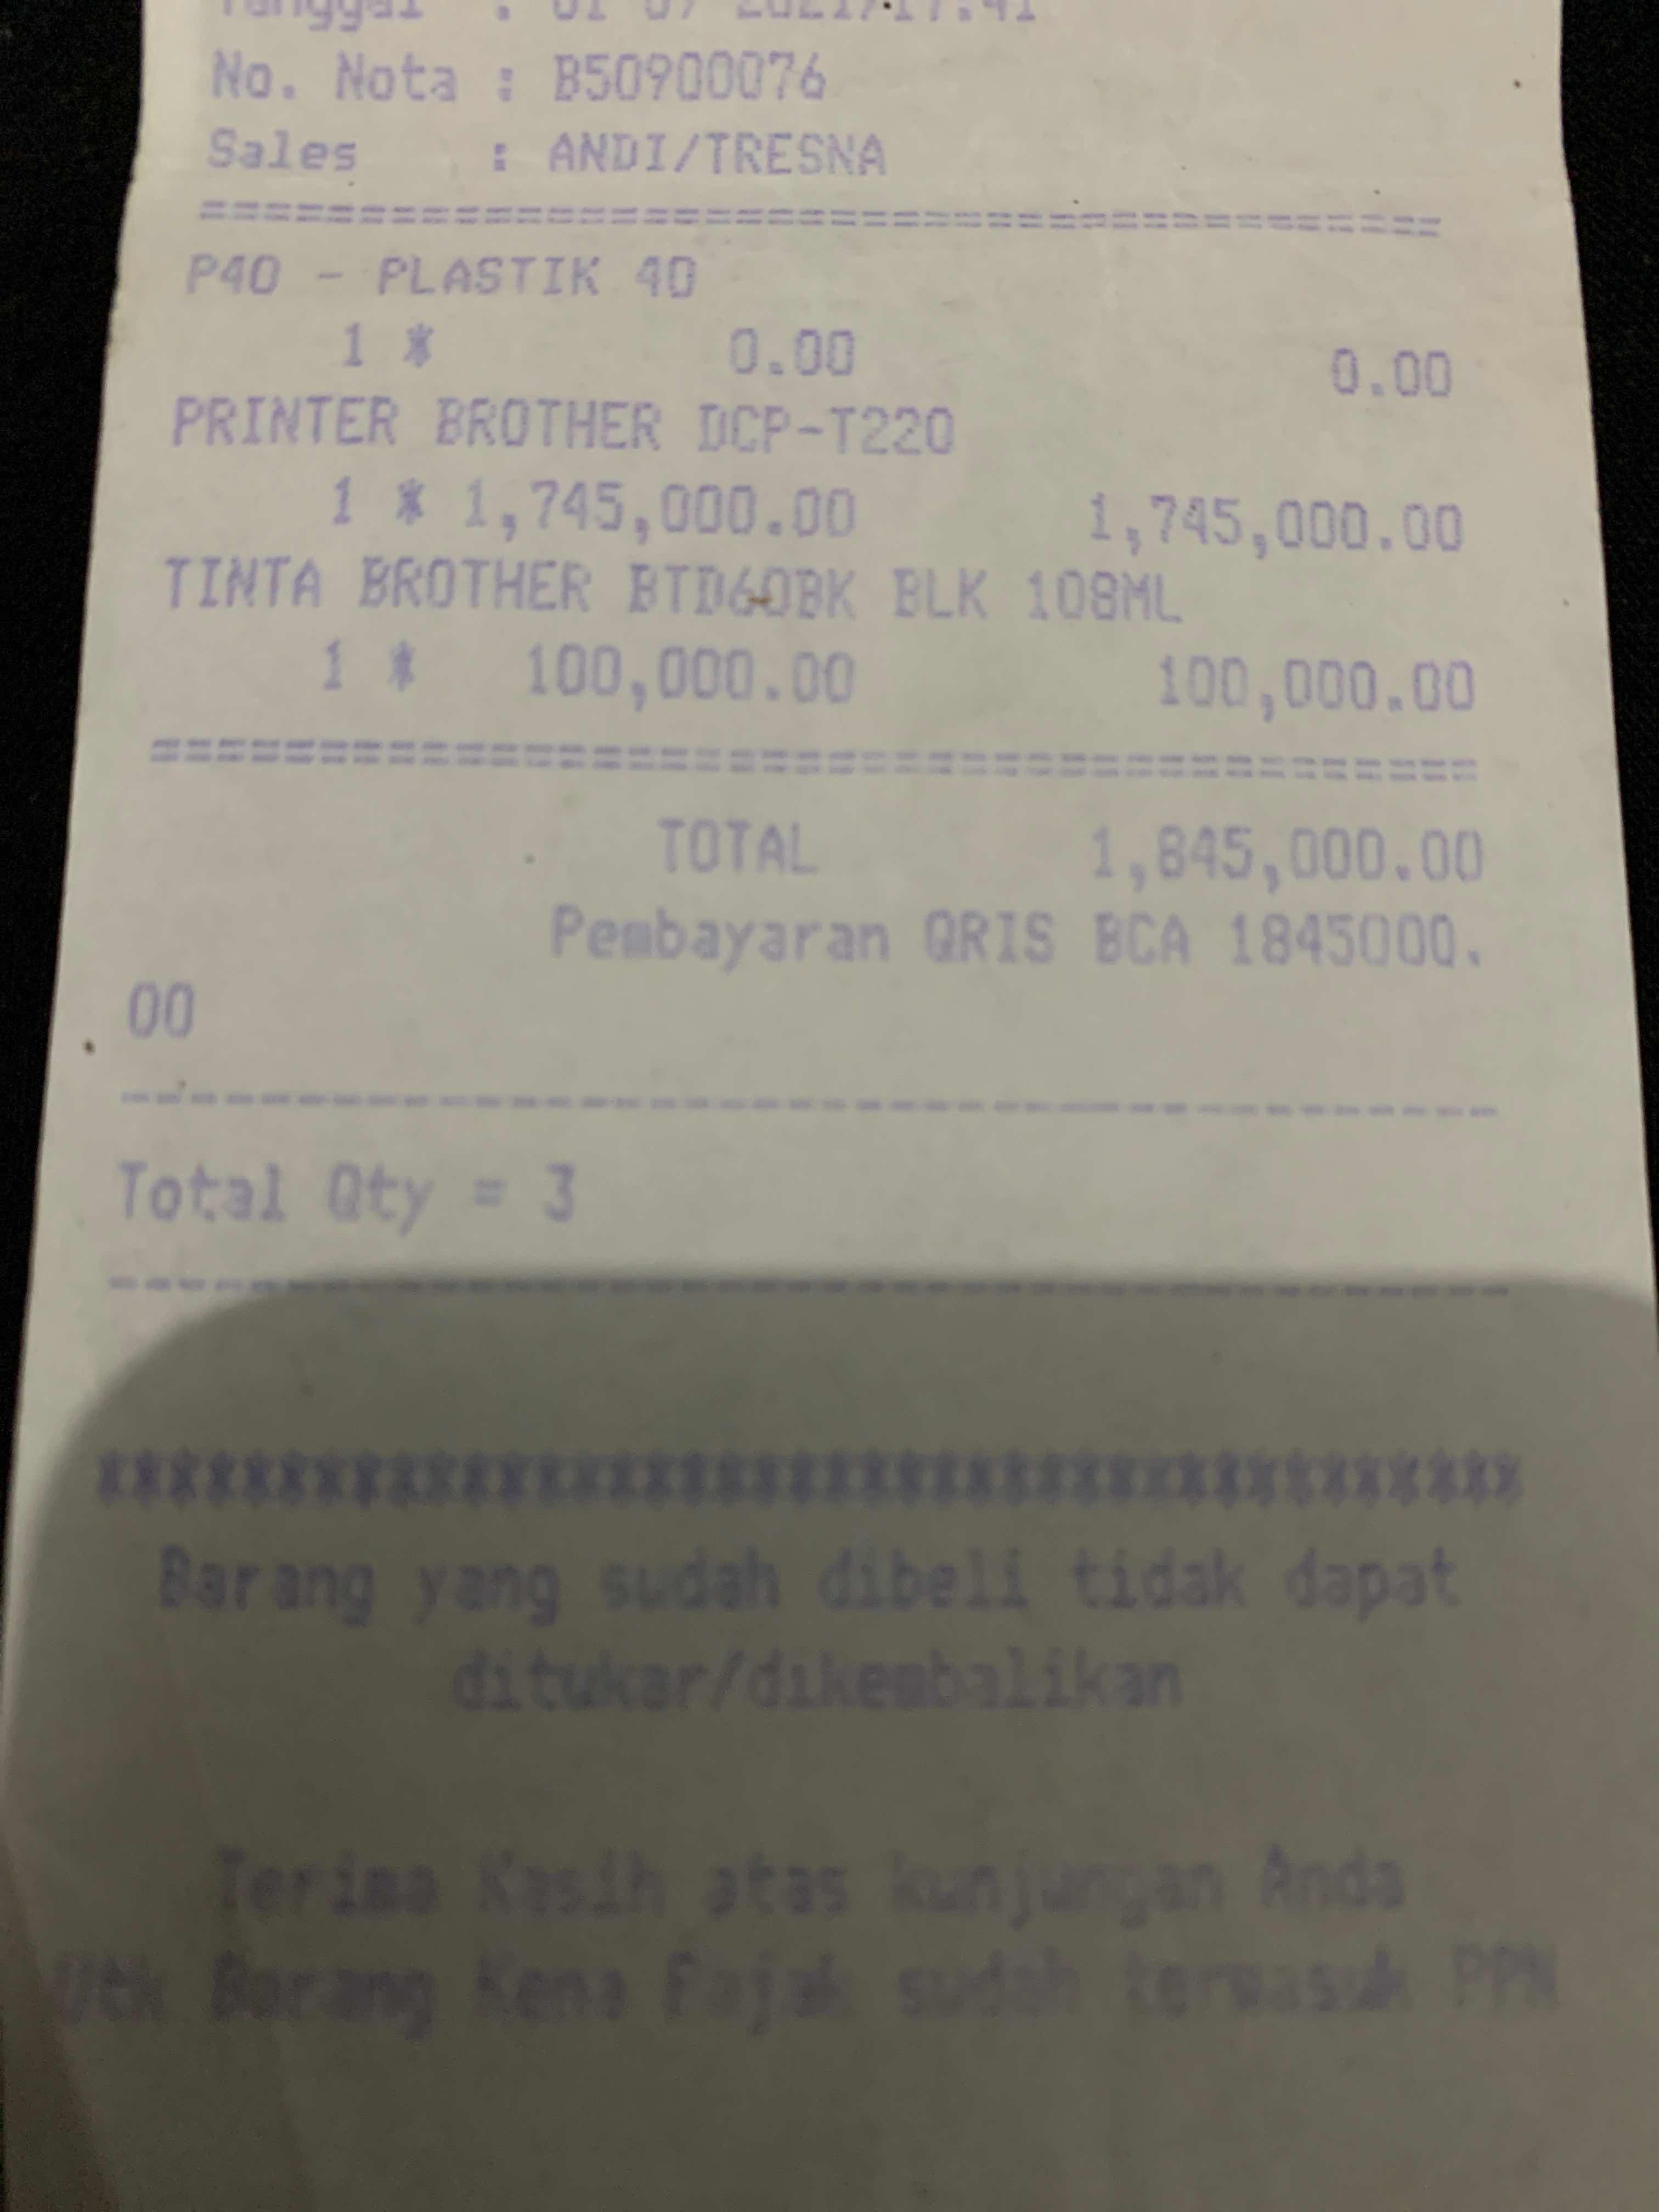 No. Nota : B50900076
Sales : ANDI/TRESNA
====================================
P40 - PLASTIK 40
1 * 0.00 0.00
PRINTER BROTHER DCP-T220
1 * 1,745,000.00 1,745,000.00
TINTA BROTHER BTD60BK BLK 108ML
1 * 100,000.00 100,000.00
====================================
TOTAL 1,845,000.00
Pembayaran QRIS BCA 1845000.
00
Total Qty = 3
Barang yang sudah dibeli tidak dapat
ditukar/dikembalikan
Terima Kasih atas kunjungan Anda
Utk Barang Kena Pajak sudah termasuk PPN